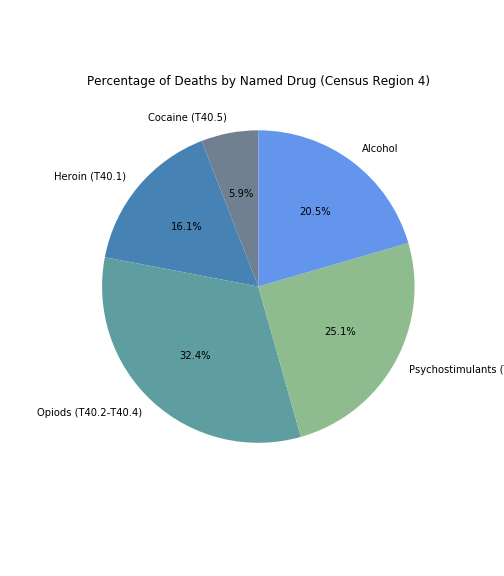 Percentage of Deaths by Named Drug (Census Region 4)
Cocaine (T40.5)
Alcohol
Heroin (T40.1)
5.9%
20.5%
16.1%
25.1%
32.4%
Psychostimulants (
Opiods (T40.2-T40.4)